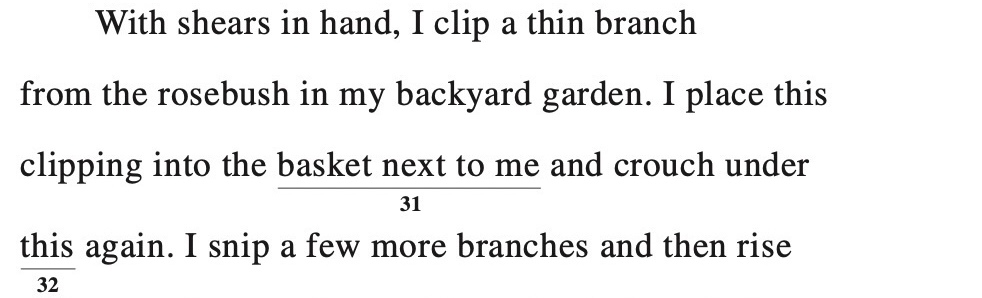 With shears in hand, I clip a thin branch
from the rosebush in my backyard garden. I place this
clipping into the basket next to me and crouch under
31
this again. I snip a few more branches and then rise
32